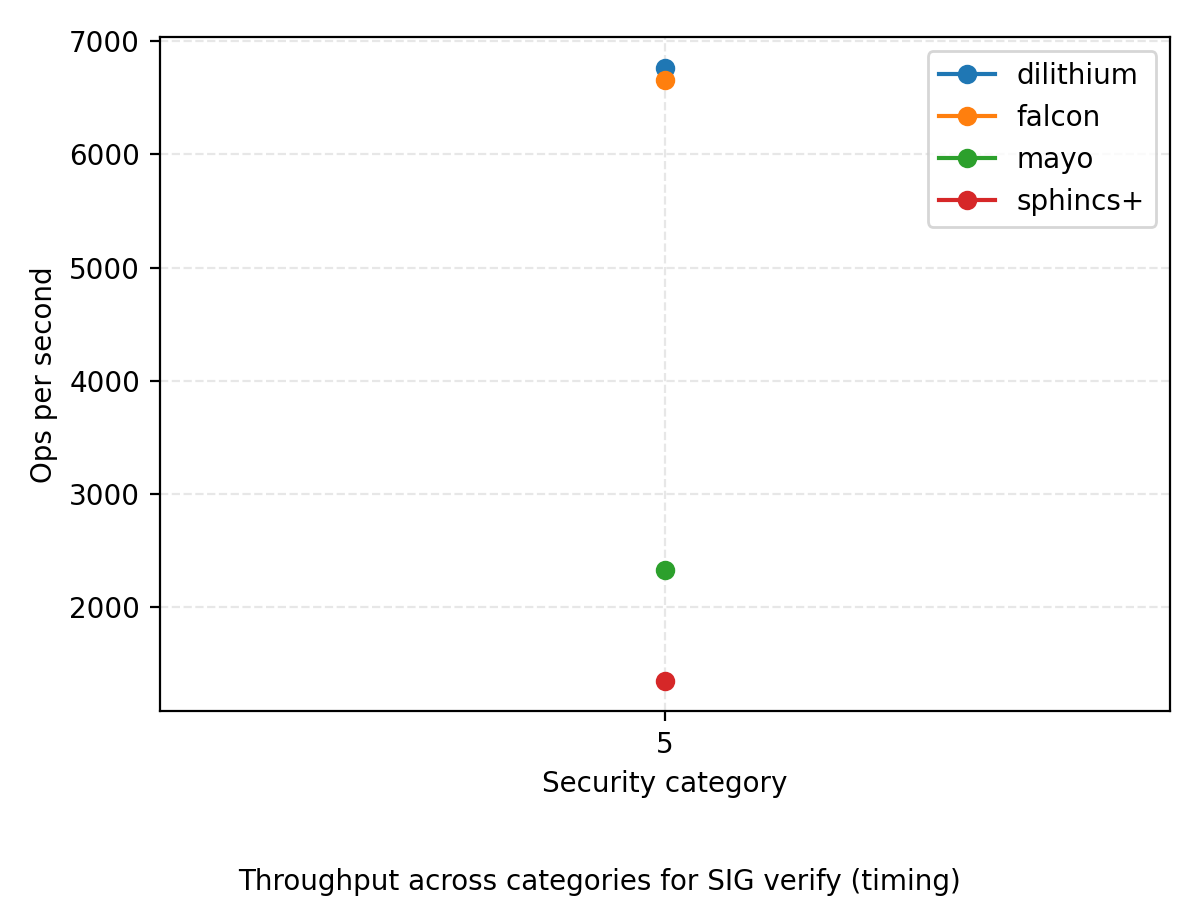 7000
6000
5000
4000
3000
2000
Ops per second
dilithium
falcon
mayo
sphincs+
5
Security category
Throughput across categories for SIG verify (timing)